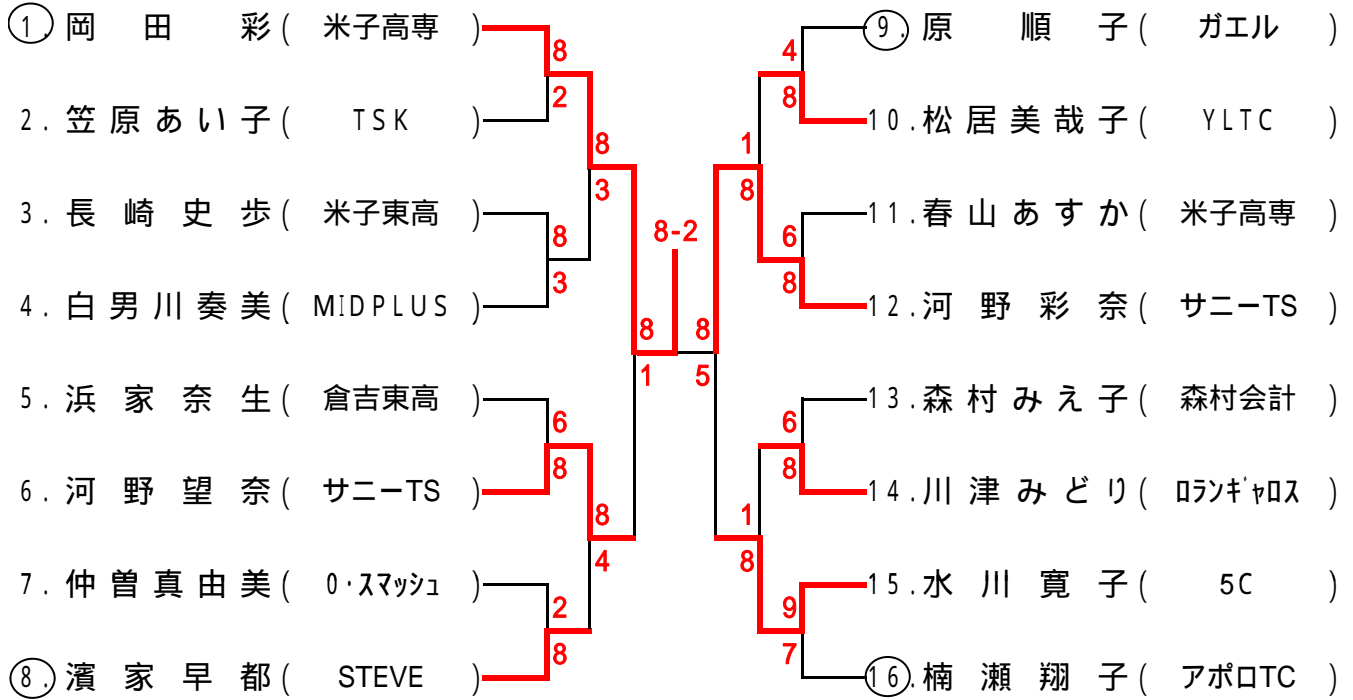 1. 岡田彩 ( 米子高専 )
2. 笠原あい子 ( TSK )
3. 長崎史歩 ( 米子東高 )
4. 白男川奏美 ( MIDPLUS )
5. 浜家奈生 ( 倉吉東高 )
6. 河野望奈 ( サニーTS )
7. 仲曽真由美 ( O・スマッシュ )
8. 濱家早都 ( STEVE )
8
2
8
3
6
8
2
8
8
3
8
4
8
1
8-2
8
5
1
8
1
8
4
8
6
8
6
8
9
7
9. 原順子 ( ガエル )
10. 松居美哉子 ( YLTC )
11. 春山あすか ( 米子高専 )
12. 河野彩奈 ( サニーTS )
13. 森村みえ子 ( 森村会計 )
14. 川津みどり ( ロランギャロス )
15. 水川寛子 ( 5C )
16. 楠瀬翔子 ( アポロTC )